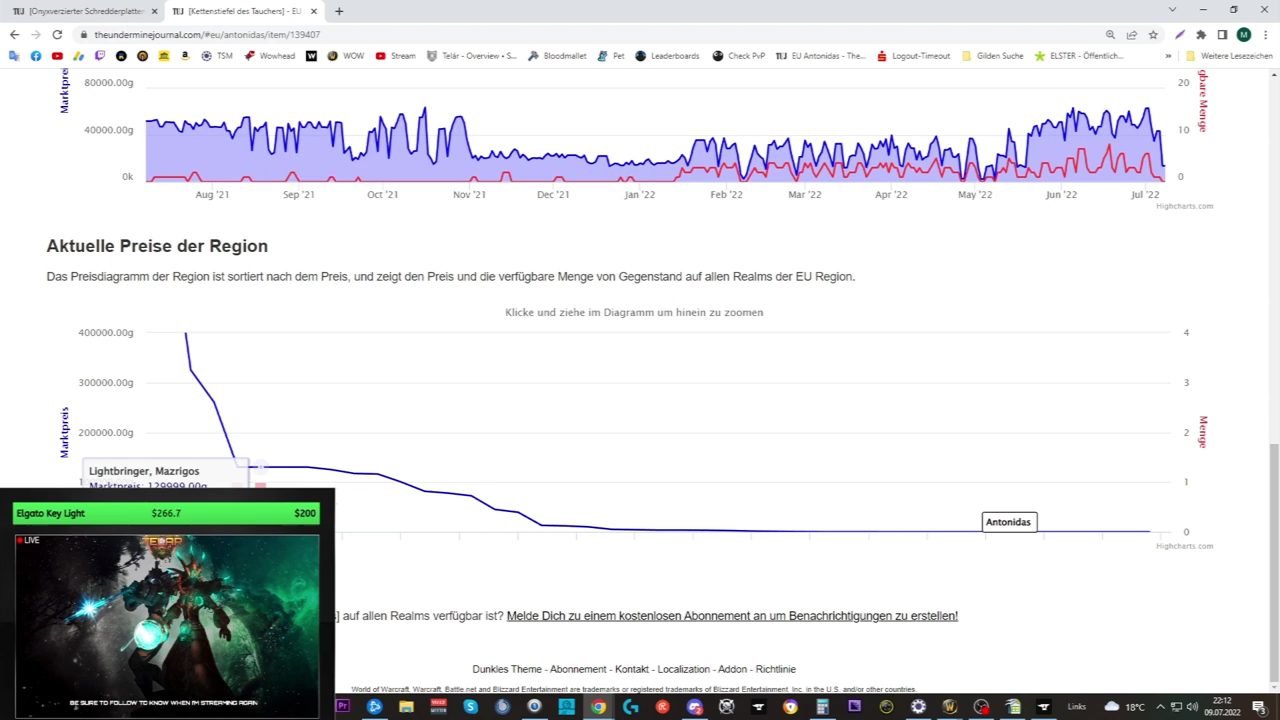 [Onyxverzierter Schredderplatte
[Kettenstiefel des Tauchers] - EU
theunderminejournal.com/#eu/antonidas/item/139407
TSM
Wowhead
WOW
Stream
Telár - Overview • S...
Bloodmallet
Pet
Leaderboards
Check PvP
EU Antonidas - The...
Logout-Timeout
Gilden Suche
ELSTER - Öffentlich...
»
Weitere Lesezeichen
Marktprei
80000.00g
40000.00g
0k
20
10
0
gbare Menge
Aug '21
Sep '21
Oct '21
Nov '21
Dec '21
Jan '22
Feb '22
Mar '22
Apr '22
May '22
Jun '22
Jul '22
Highcharts.com
Aktuelle Preise der Region
Das Preisdiagramm der Region ist sortiert nach dem Preis, und zeigt den Preis und die verfügbare Menge von Gegenstand auf allen Realms der EU Region.
Klicke und ziehe im Diagramm um hinein zu zoomen
400000.00g
300000.00g
200000.00g
Marktpreis
4
3
2
1
0
Menge
Lightbringer, Mazrigos
Marktpreis: 129999.00g
Antonidas
Highcharts.com
Elgato Key Light $266.7 $200
LIVE
TELAR
BE SURE TO FOLLOW TO KNOW WHEN I'M STREAMING AGAIN
] auf allen Realms verfügbar ist? Melde Dich zu einem kostenlosen Abonnement an um Benachrichtigungen zu erstellen!
Dunkles Theme - Abonnement - Kontakt - Localization - Addon - Richtlinie
World of Warcraft, Warcraft, Battle.net and Blizzard Entertainment are trademarks or registered trademarks of Blizzard Entertainment, Inc. in the U.S. and/or other countries.
Links
18°C
22:12
09.07.2022